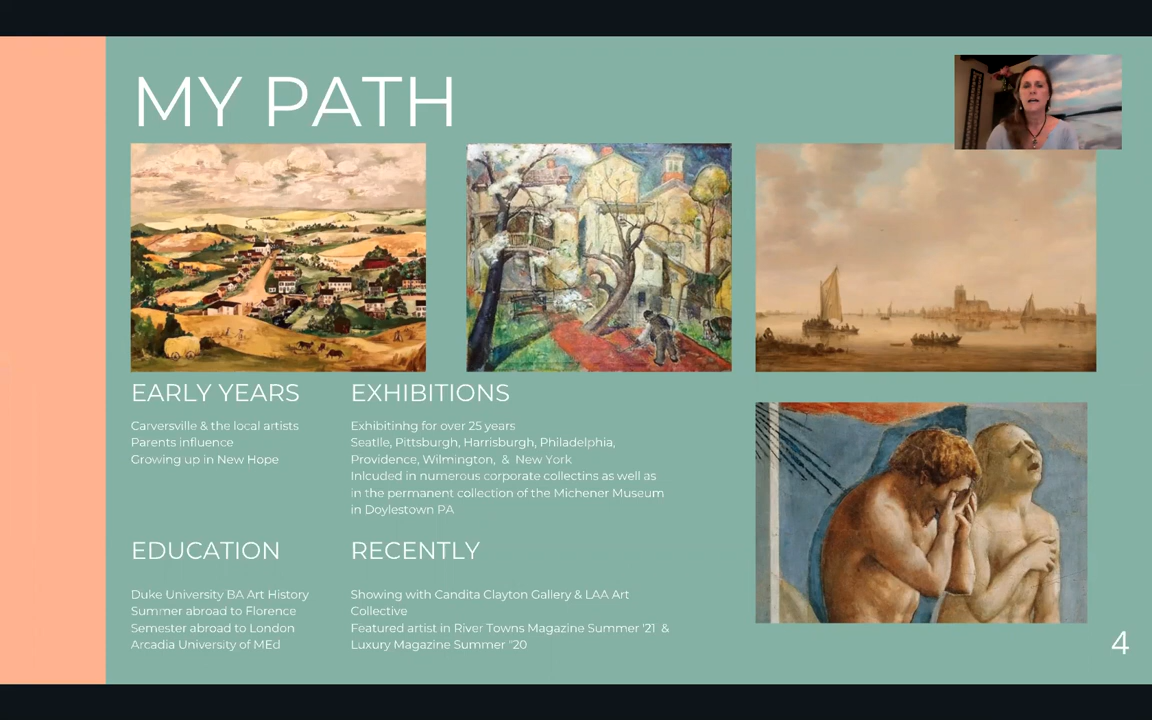 MY PATH
EARLY YEARS
Carversville & the local artists
Parents influence
Growing up in New Hope
EXHIBITIONS
Exhibitinhg for over 25 years
Seatlle, Pittsburgh, Harrisburgh, Philadelphia,
Providence, Wilmington, & New York
Inlcuded in numerous corporate collectins as well as
in the permanent collection of the Michener Museum
in Doylestown PA
EDUCATION
Duke University BA Art History
Summer abroad to Florence
Semester abroad to London
Arcadia University of MEd
RECENTLY
Showing with Candita Clayton Gallery & LAA Art
Collective
Featured artist in River Towns Magazine Summer '21 &
Luxury Magazine Summer "20
4